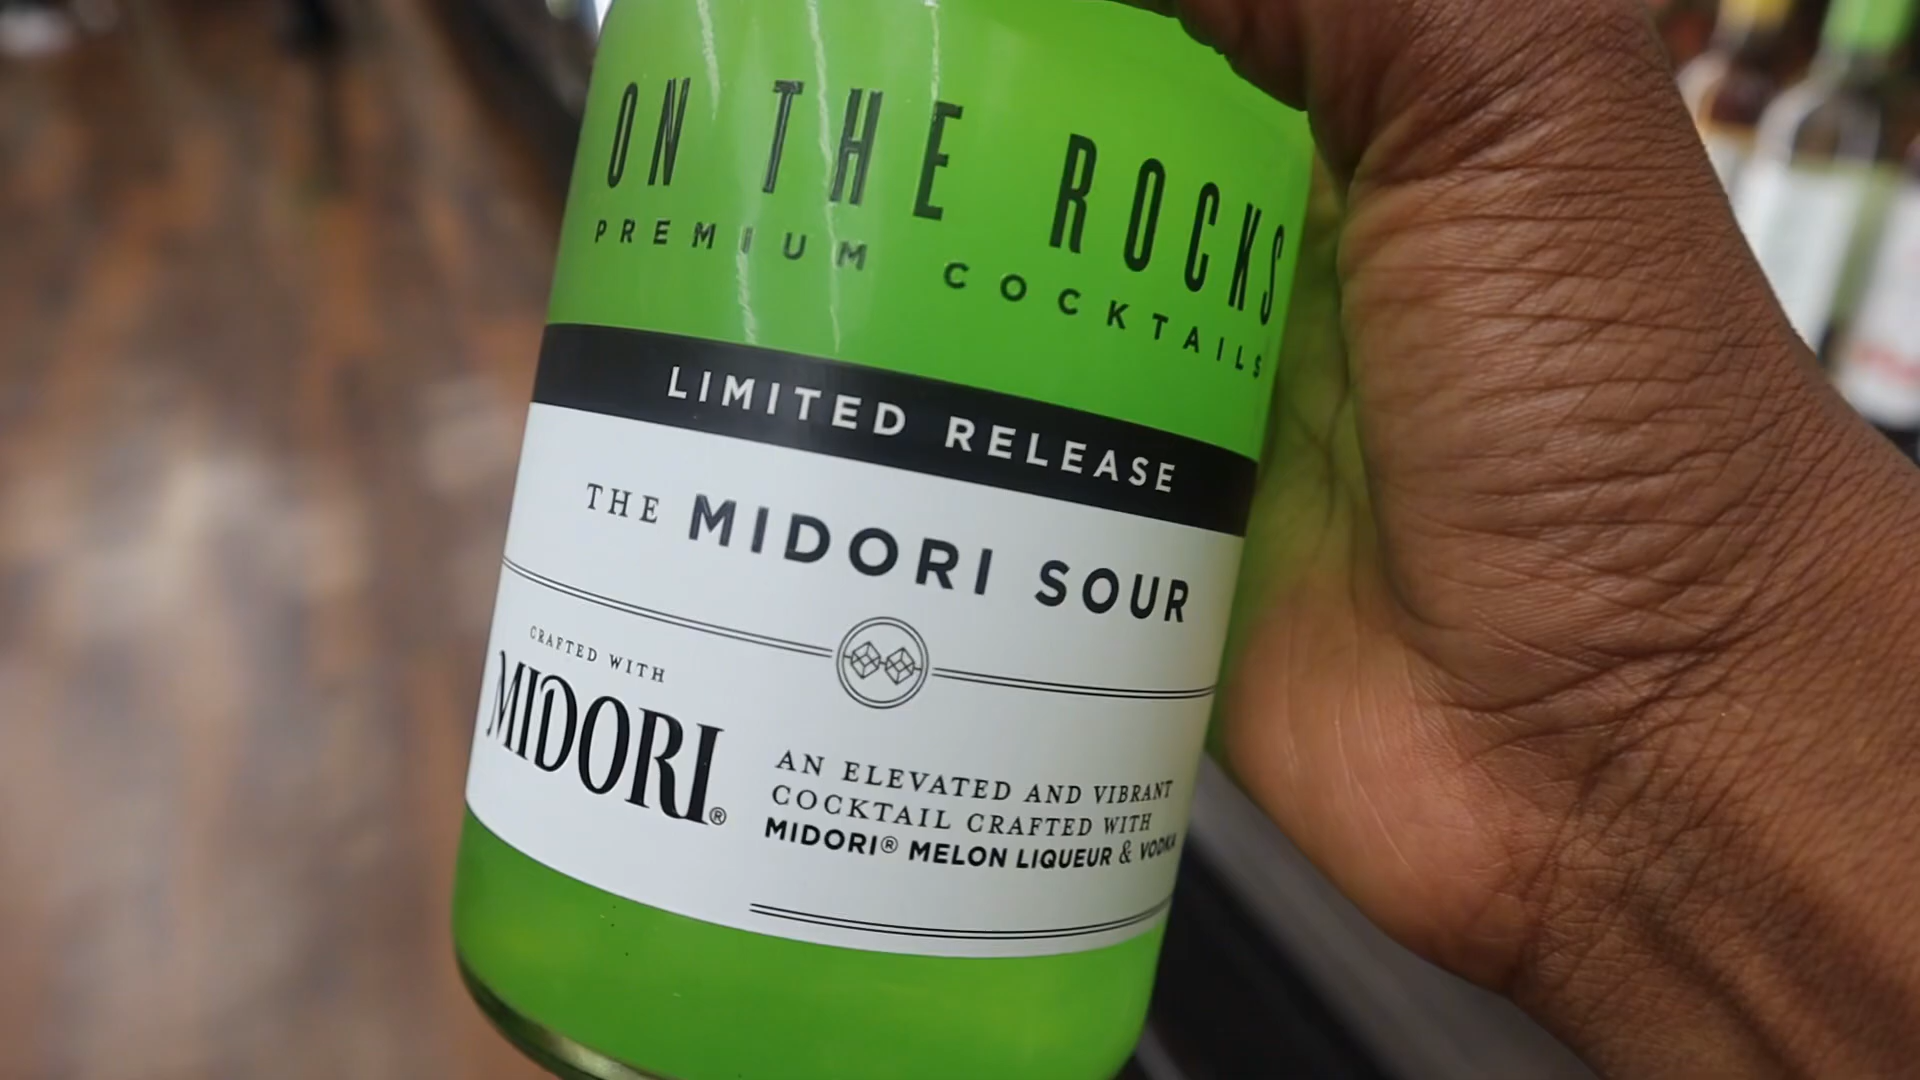 ON THE ROCKS
PREMIUM COCKTAILS
LIMITED RELEASE
THE MIDORI SOUR
CRAFTED WITH
MIDORI®
AN ELEVATED AND VIBRANT
COCKTAIL CRAFTED WITH
MIDORI® MELON LIQUEUR & VODKA